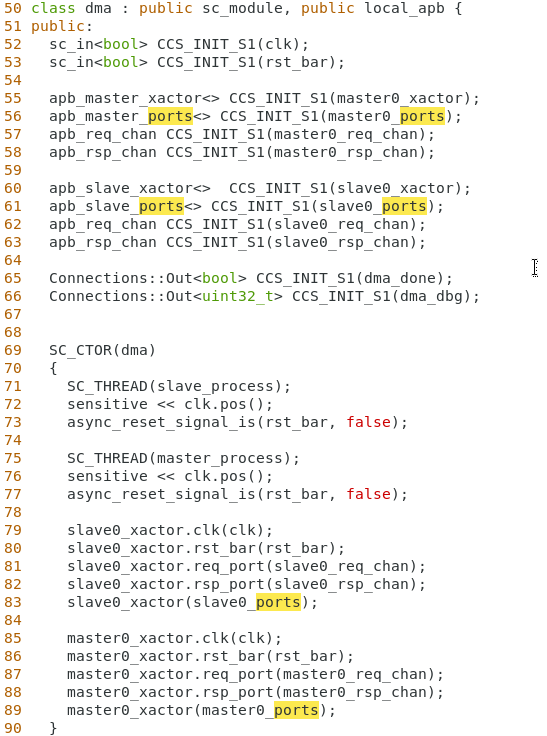 50 class dma : public sc_module, public local_apb {
51 public:
52   sc_in<bool> CCS_INIT_S1(clk);
53   sc_in<bool> CCS_INIT_S1(rst_bar);
54
55   apb_master_xactor<> CCS_INIT_S1(master0_xactor);
56   apb_master_ports<> CCS_INIT_S1(master0_ports);
57   apb_req_chan CCS_INIT_S1(master0_req_chan);
58   apb_rsp_chan CCS_INIT_S1(master0_rsp_chan);
59
60   apb_slave_xactor<>  CCS_INIT_S1(slave0_xactor);
61   apb_slave_ports<> CCS_INIT_S1(slave0_ports);
62   apb_req_chan CCS_INIT_S1(slave0_req_chan);
63   apb_rsp_chan CCS_INIT_S1(slave0_rsp_chan);
64
65   Connections::Out<bool> CCS_INIT_S1(dma_done);
66   Connections::Out<uint32_t> CCS_INIT_S1(dma_dbg);
67
68
69   SC_CTOR(dma)
70   {
71     SC_THREAD(slave_process);
72     sensitive << clk.pos();
73     async_reset_signal_is(rst_bar, false);
74
75     SC_THREAD(master_process);
76     sensitive << clk.pos();
77     async_reset_signal_is(rst_bar, false);
78
79     slave0_xactor.clk(clk);
80     slave0_xactor.rst_bar(rst_bar);
81     slave0_xactor.req_port(slave0_req_chan);
82     slave0_xactor.rsp_port(slave0_rsp_chan);
83     slave0_xactor(slave0_ports);
84
85     master0_xactor.clk(clk);
86     master0_xactor.rst_bar(rst_bar);
87     master0_xactor.req_port(master0_req_chan);
88     master0_xactor.rsp_port(master0_rsp_chan);
89     master0_xactor(master0_ports);
90   }